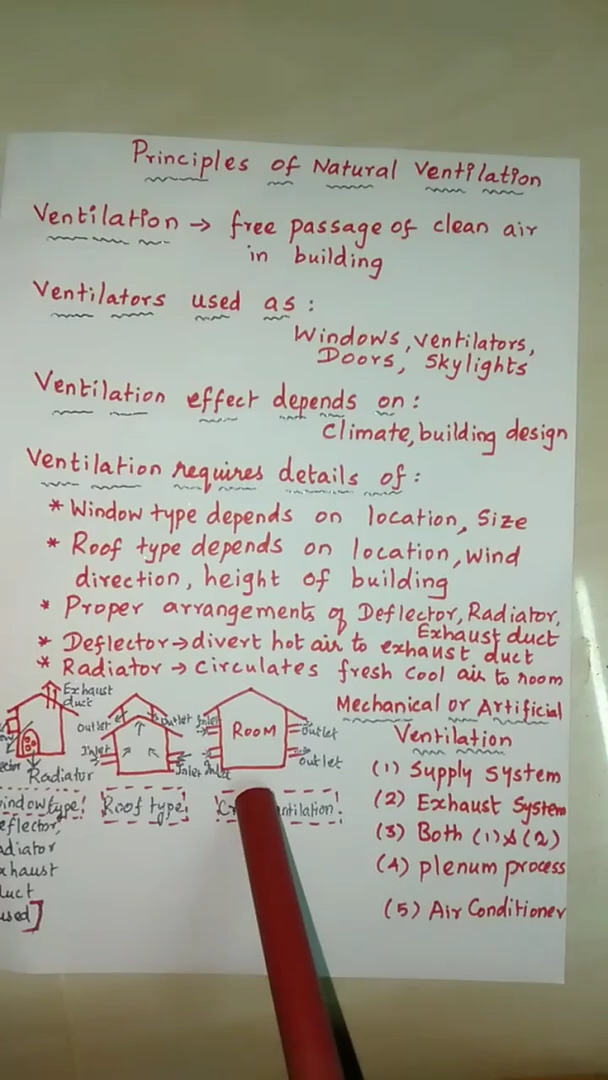 Principles of Natural Ventilation
Ventilation → free passage of clean air
in building
Ventilators used as:
Windows, ventilators,
Doors, Skylights
Ventilation effect depends on:
Climate, building design
Ventilation requires details of:
* Window type depends on location, Size
* Roof type depends on location, wind
direction, height of building
* Proper arrangements of Deflector, Radiator,
Exhaust duct
* Deflector → divert hot air to exhaust duct
* Radiator → circulates fresh cool air to room
Exhaust
duct
Radiator
outlet
outlet
Inlet
Inlet
Inlet
ROOM
outlet
Inlet
outlet
Roof type
Mechanical or Artificial
Ventilation
(1) Supply System
(2) Exhaust System
(3) Both (1) & (2)
(4) plenum process
(5) Air Conditioner